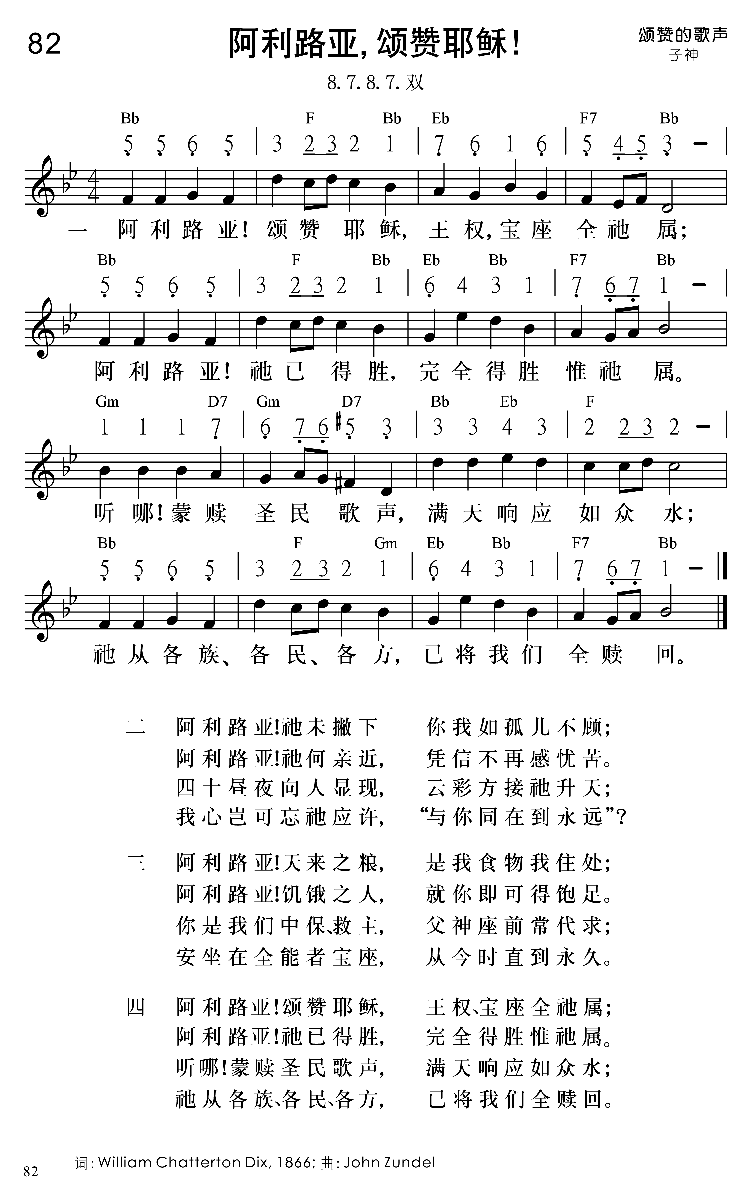 82
阿利路亚,颂赞耶稣!
颂赞的歌声
子神
8.7.8.7.双
Bb F Bb Eb F7 Bb
5 5 6 5 | 3 2 3 2 1 | 7 6 1 6 | 5 4 5 3 – |
4/4
一 阿利路亚! 颂赞耶稣, 王权,宝座全祂属;
Bb F Bb Eb Bb F7 Bb
5 5 6 5 | 3 2 3 2 1 | 6 4 3 1 | 7 6 7 1 – |
阿利路亚! 祂已得胜, 完全得胜惟祂属。
Gm D7 Gm D7 Bb Eb F
1 1 1 7 | 6 7 6 #5 3 | 3 3 4 3 | 2 2 3 2 – |
听哪!蒙赎圣民歌声, 满天响应如众水;
Bb F Gm Eb Bb F7 Bb
5 5 6 5 | 3 2 3 2 1 | 6 4 3 1 | 7 6 7 1 – ‖
祂从各族、各民、各方, 已将我们全赎回。
二 阿利路亚!祂未撇下 你我如孤儿不顾;
阿利路亚!祂何亲近, 凭信不再感忧苦。
四十昼夜向人显现, 云彩方接祂升天;
我心岂可忘祂应许, “与你同在到永远”?
三 阿利路亚!天来之粮, 是我食物我住处;
阿利路亚!饥饿之人, 就你即可得饱足。
你是我们中保、救主, 父神座前常代求;
安坐在全能者宝座, 从今时直到永久。
四 阿利路亚!颂赞耶稣, 王权、宝座全祂属;
阿利路亚!祂已得胜, 完全得胜惟祂属。
听哪!蒙赎圣民歌声, 满天响应如众水;
祂从各族、各民、各方, 已将我们全赎回。
词: William Chatterton Dix, 1866; 曲: John Zundel
82